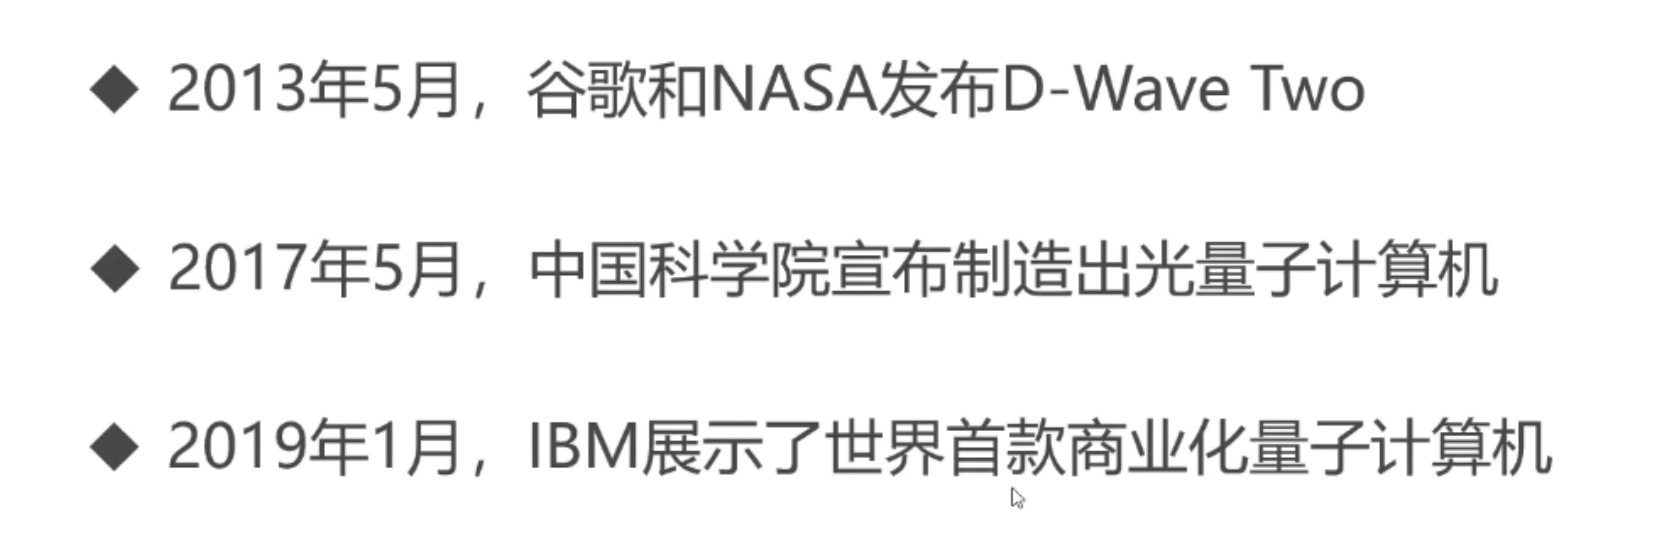 ◆ 2013年5月，谷歌和NASA发布D-Wave Two
◆ 2017年5月，中国科学院宣布制造出光量子计算机
◆ 2019年1月，IBM展示了世界首款商业化量子计算机